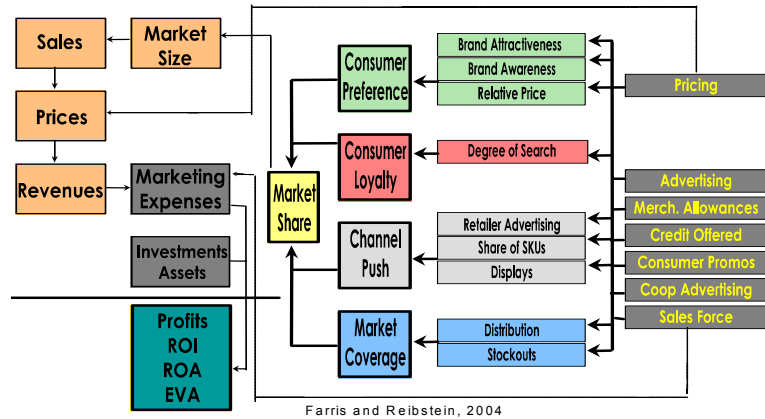 Sales
Market
Size
Prices
Revenues
Marketing
Expenses
Investments
Assets
Profits
ROI
ROA
EVA
Market
Share
Consumer
Preference
Consumer
Loyalty
Channel
Push
Market
Coverage
Brand Attractiveness
Brand Awareness
Relative Price
Degree of Search
Retailer Advertising
Share of SKUs
Displays
Distribution
Stockouts
Pricing
Advertising
Merch. Allowances
Credit Offered
Consumer Promos
Coop Advertising
Sales Force
Farris and Reibstein, 2004